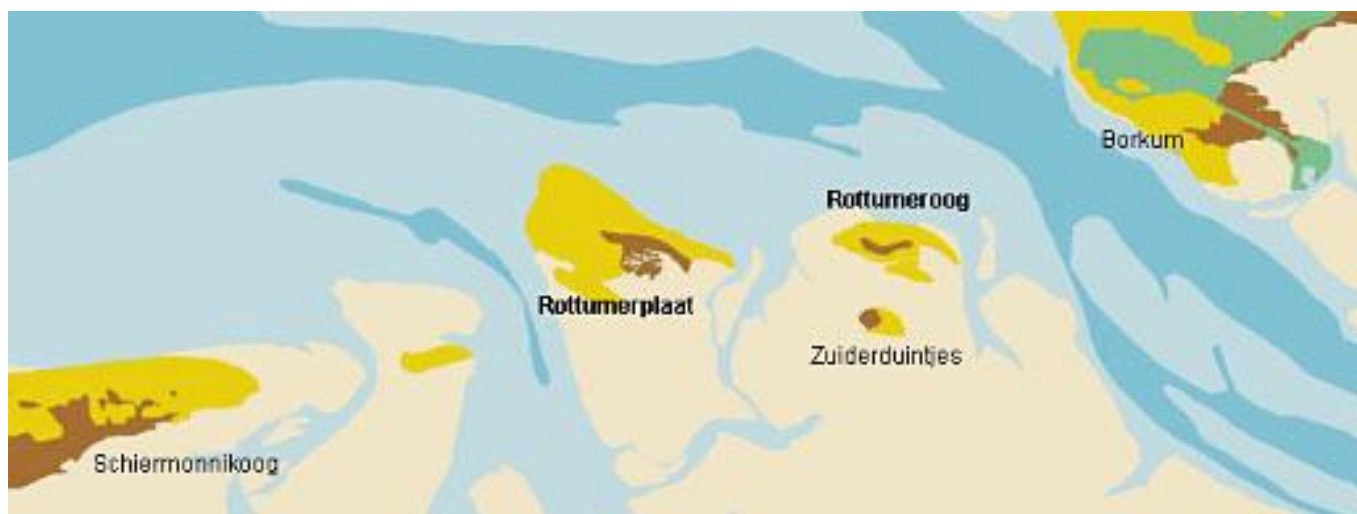 Borkum
Rottumeroog
Rottumerplaat
Zuiderduintjes
Schiermonnikoog